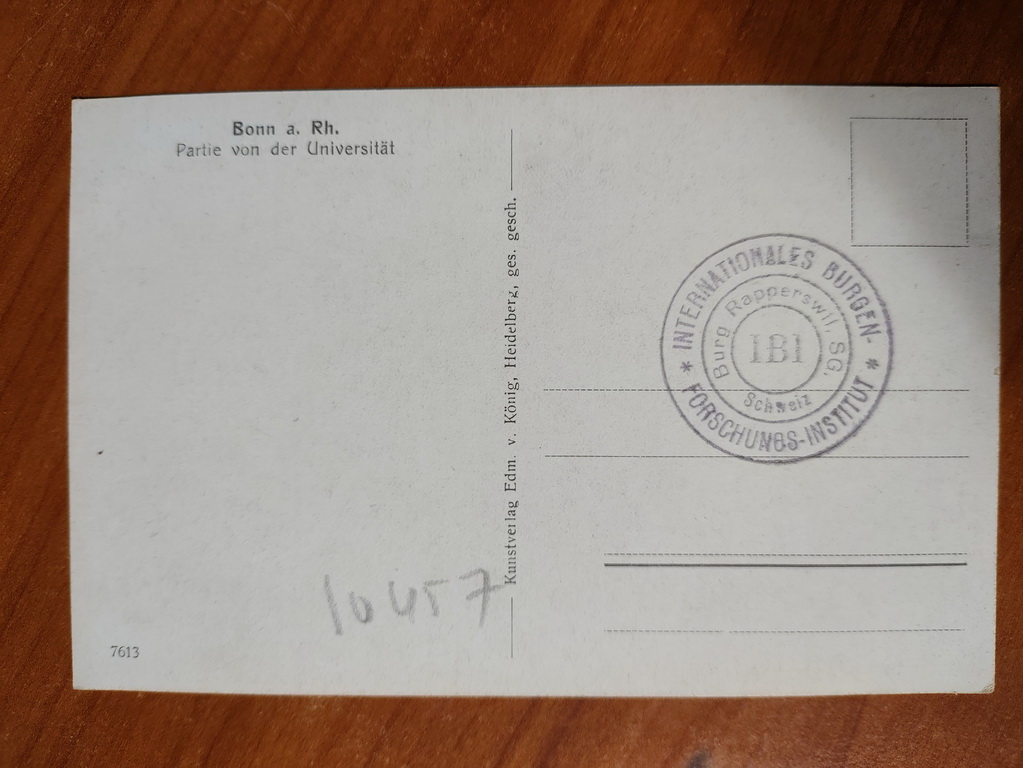 Bonn a. Rh.
Partie von der Universität
Kunstverlag Edm. v. König, Heidelberg, ges. gesch.
* INTERNATIONALES BURGEN- *
FORSCHUNGS-INSTITUT
Burg Rapperswil, SG.
Schweiz
IBI
10457
7613